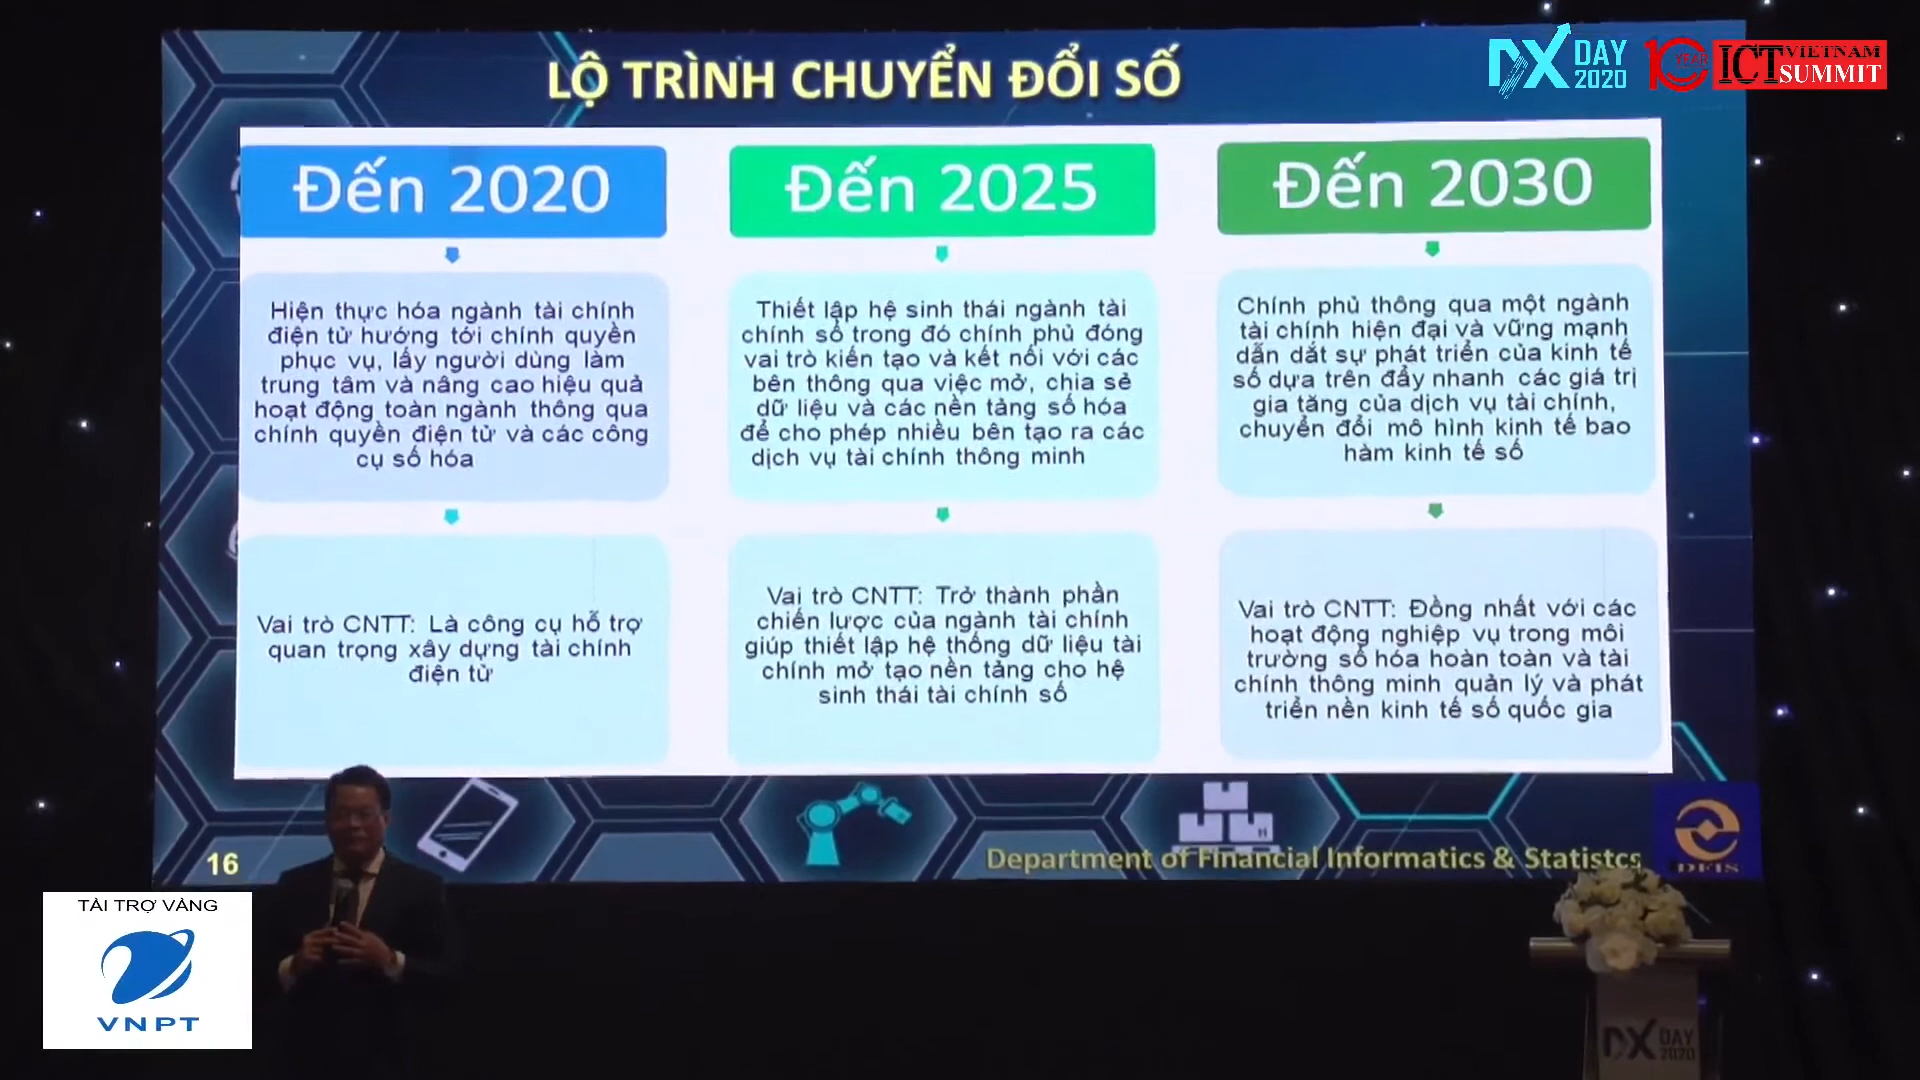 LỘ TRÌNH CHUYỂN ĐỔI SỐ
DX DAY 2020
10 YEAR ICT VIETNAM SUMMIT
Đến 2020
Hiện thực hóa ngành tài chính
điện tử hướng tới chính quyền
phục vụ, lấy người dùng làm
trung tâm và nâng cao hiệu quả
hoạt động toàn ngành thông qua
chính quyền điện tử và các công
cụ số hóa
Vai trò CNTT: Là công cụ hỗ trợ
quan trọng xây dựng tài chính
điện tử
Đến 2025
Thiết lập hệ sinh thái ngành tài
chính số trong đó chính phủ đóng
vai trò kiến tạo và kết nối với các
bên thông qua việc mở, chia sẻ
dữ liệu và các nền tảng số hóa
để cho phép nhiều bên tạo ra các
dịch vụ tài chính thông minh
Vai trò CNTT: Trở thành phần
chiến lược của ngành tài chính
giúp thiết lập hệ thống dữ liệu tài
chính mở tạo nền tảng cho hệ
sinh thái tài chính số
Đến 2030
Chính phủ thông qua một ngành
tài chính hiện đại và vững mạnh
dẫn dắt sự phát triển của kinh tế
số dựa trên đẩy nhanh các giá trị
gia tăng của dịch vụ tài chính,
chuyển đổi mô hình kinh tế bao
hàm kinh tế số
Vai trò CNTT: Đồng nhất với các
hoạt động nghiệp vụ trong môi
trường số hóa hoàn toàn và tài
chính thông minh quản lý và phát
triển nền kinh tế số quốc gia
16
Department of Financial Informatics & Statistcs
DFIS
TÀI TRỢ VÀNG
VNPT
DX DAY 2020